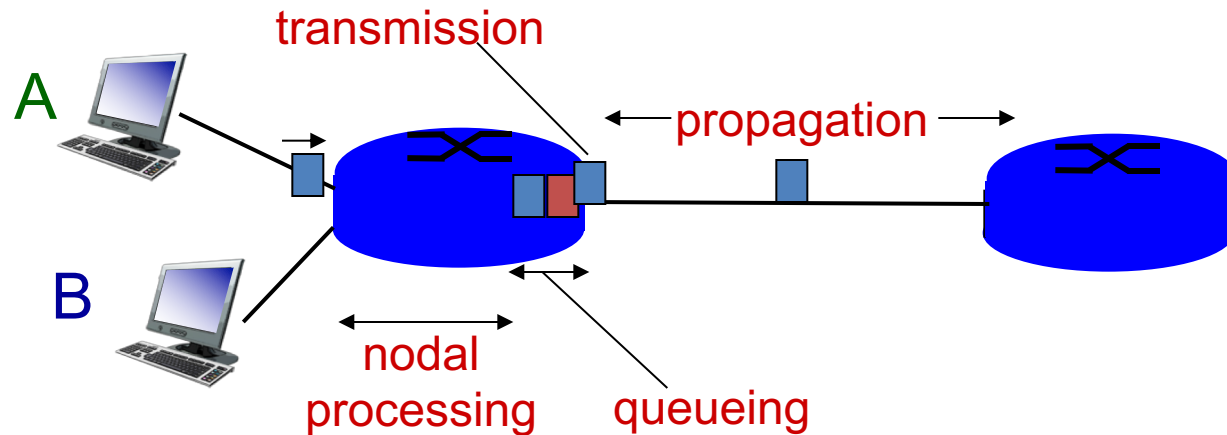 transmission
A
propagation
B
nodal
processing
queueing